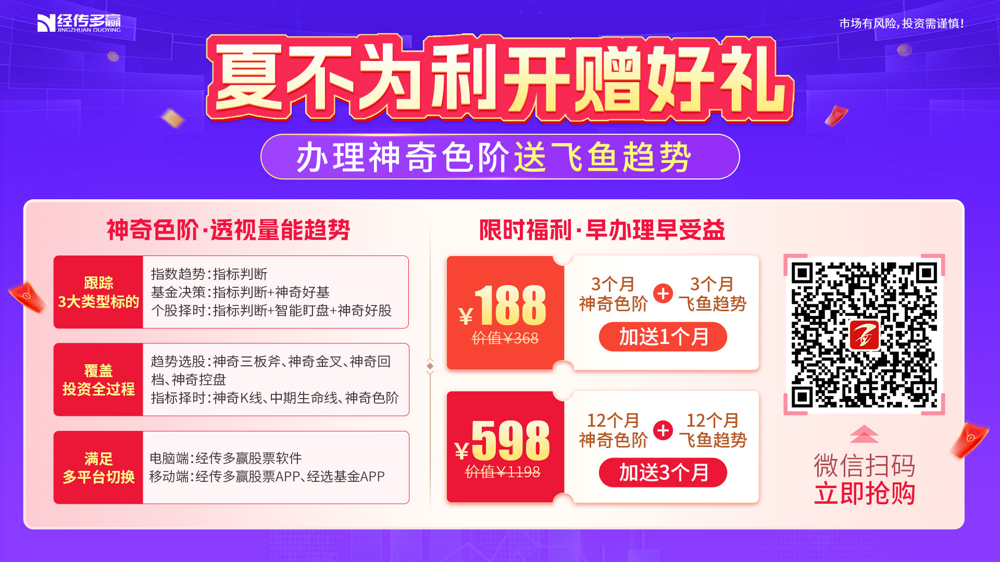 经传多赢
JINGZHUAN DUOYING
市场有风险,投资需谨慎!
夏不为利开赠好礼
办理神奇色阶送飞鱼趋势
神奇色阶·透视量能趋势
跟踪
3大类型标的
指数趋势:指标判断
基金决策:指标判断+神奇好基
个股择时:指标判断+智能盯盘+神奇好股
覆盖
投资全过程
趋势选股:神奇三板斧、神奇金叉、神奇回
档、神奇控盘
指标择时:神奇K线、中期生命线、神奇色阶
满足
多平台切换
电脑端:经传多赢股票软件
移动端:经传多赢股票APP、经选基金APP
限时福利·早办理早受益
¥188
价值¥368
3个月
神奇色阶
+
3个月
飞鱼趋势
加送1个月
¥598
价值¥1198
12个月
神奇色阶
+
12个月
飞鱼趋势
加送3个月
微信扫码
立即抢购